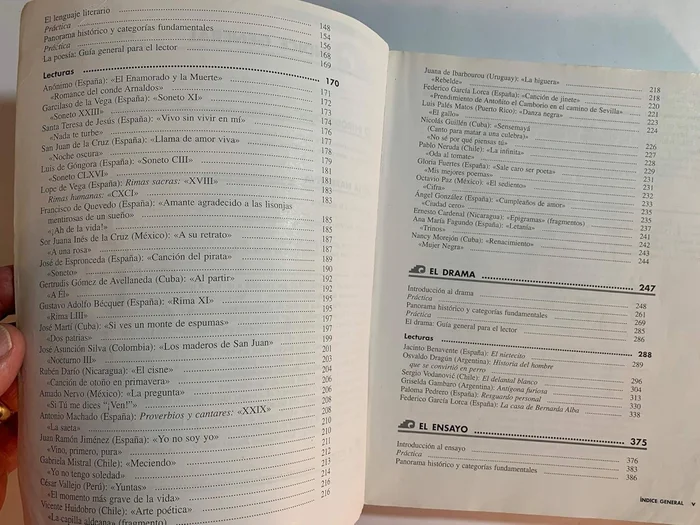 El lenguaje literario 148
Práctica 154
Panorama histórico y categorías fundamentales 156
Práctica 168
La poesía: Guía general para el lector 169
Lecturas 170
Anónimo (España): «El Enamorado y la Muerte» 171
«Romance del conde Arnaldos» 172
Garcilaso de la Vega (España): «Soneto XI» 173
«Soneto XXIII» 174
Santa Teresa de Jesús (España): «Vivo sin vivir en mí» 174
«Nada te turbe» 176
San Juan de la Cruz (España): «Llama de amor viva» 177
«Noche oscura» 178
Luis de Góngora (España): «Soneto CIII» 179
«Soneto CLXVI» 181
Lope de Vega (España): Rimas sacras: «XVIII» 181
Rimas humanas: «CXCI» 183
Francisco de Quevedo (España): «Amante agradecido a las lisonjas
mentirosas de un sueño» 185
«¡Ah de la vida!» 185
Sor Juana Inés de la Cruz (México): «A su retrato» 187
«A una rosa» 187
José de Espronceda (España): «Canción del pirata» 189
«Soneto» 190
Gertrudis Gómez de Avellaneda (Cuba): «Al partir» 192
«A Él» 192
Gustavo Adolfo Bécquer (España): «Rima XI» 195
«Rima LIII» 195
José Martí (Cuba): «Si ves un monte de espumas» 197
«Dos patrias» 197
José Asunción Silva (Colombia): «Los maderos de San Juan» 199
«Nocturno III» 201
Rubén Darío (Nicaragua): «El cisne» 203
«Canción de otoño en primavera» 204
Amado Nervo (México): «La pregunta» 206
«Si Tú me dices "¡Ven!"» 206
Antonio Machado (España): Proverbios y cantares: «XXIX» 208
«La saeta» 208
Juan Ramón Jiménez (España): «Yo no soy yo» 210
«Vino, primero, pura» 210
Gabriela Mistral (Chile): «Meciendo» 211
«Yo no tengo soledad» 212
César Vallejo (Perú): «Yuntas» 213
«El momento más grave de la vida» 214
Vicente Huidobro (Chile): «Arte poética» 216
«La capilla aldeana» (fragmento) 216
Juana de Ibarbourou (Uruguay): «La higuera» 218
«Rebelde» 218
Federico García Lorca (España): «Canción de jinete» 220
«Prendimiento de Antoñito el Camborio en el camino de Sevilla» 221
Luis Palés Matos (Puerto Rico): «Danza negra» 223
«El gallo» 224
Nicolás Guillén (Cuba): «Sensemayá
(Canto para matar a una culebra)» 226
«No sé por qué piensas tú» 227
Pablo Neruda (Chile): «La infinita» 228
«Oda al tomate» 229
Gloria Fuertes (España): «Sale caro ser poeta» 231
«Mis mejores poemas» 231
Octavio Paz (México): «El sediento» 232
«Cifra» 233
Ángel González (España): «Cumpleaños de amor» 235
«Ciudad cero» 235
Ernesto Cardenal (Nicaragua): «Epigramas» (fragmentos) 237
Ana María Fagundo (España): «Letanía» 241
«Trinos» 242
Nancy Morejón (Cuba): «Renacimiento» 243
«Mujer Negra» 244
EL DRAMA 247
Introducción al drama 248
Práctica 261
Panorama histórico y categorías fundamentales 269
Práctica 285
El drama: Guía general para el lector 286
Lecturas 288
Jacinto Benavente (España): El nietecito 289
Osvaldo Dragún (Argentina): Historia del hombre
que se convirtió en perro 296
Sergio Vodanović (Chile): El delantal blanco 304
Griselda Gambaro (Argentina): Antígona furiosa 313
Paloma Pedrero (España): Resguardo personal 330
Federico García Lorca (España): La casa de Bernarda Alba 338
EL ENSAYO 375
Introducción al ensayo 376
Práctica 383
Panorama histórico y categorías fundamentales 386
ÍNDICE GENERAL v